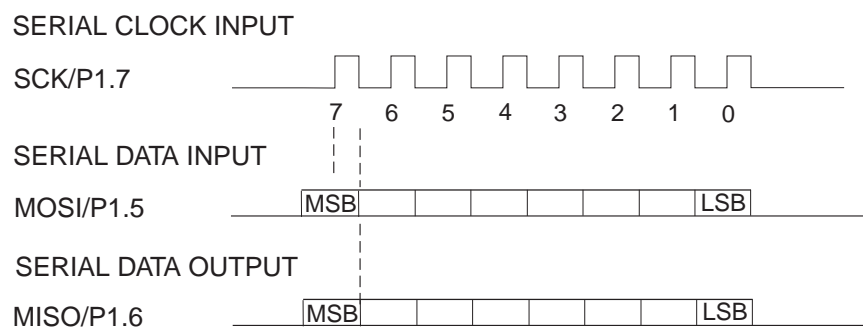 SERIAL CLOCK INPUT
SCK/P1.7
7 6 5 4 3 2 1 0
SERIAL DATA INPUT
MOSI/P1.5 MSB LSB
SERIAL DATA OUTPUT
MISO/P1.6 MSB LSB